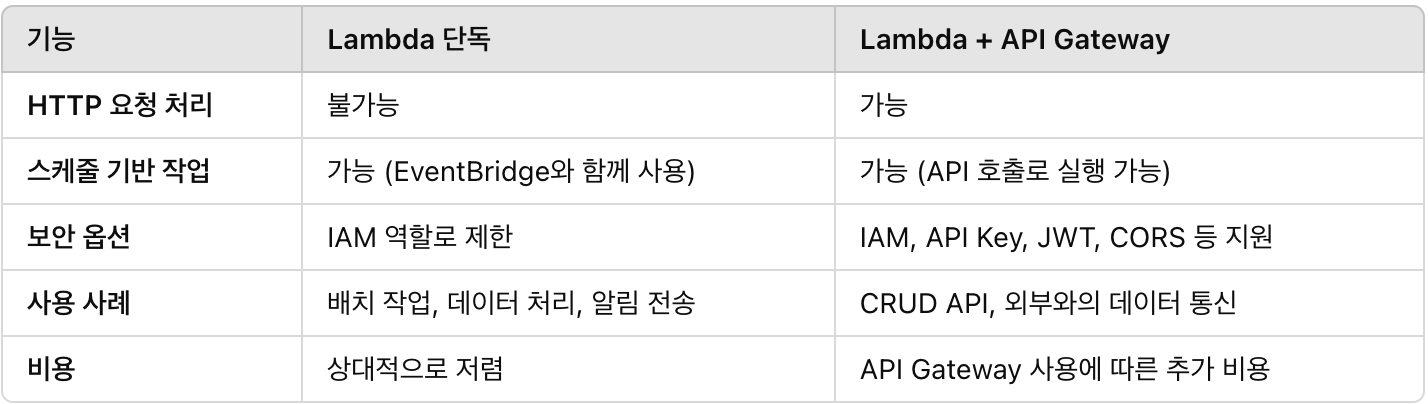 기능 Lambda 단독 Lambda + API Gateway
HTTP 요청 처리 불가능 가능
스케줄 기반 작업 가능 (EventBridge와 함께 사용) 가능 (API 호출로 실행 가능)
보안 옵션 IAM 역할로 제한 IAM, API Key, JWT, CORS 등 지원
사용 사례 배치 작업, 데이터 처리, 알림 전송 CRUD API, 외부와의 데이터 통신
비용 상대적으로 저렴 API Gateway 사용에 따른 추가 비용